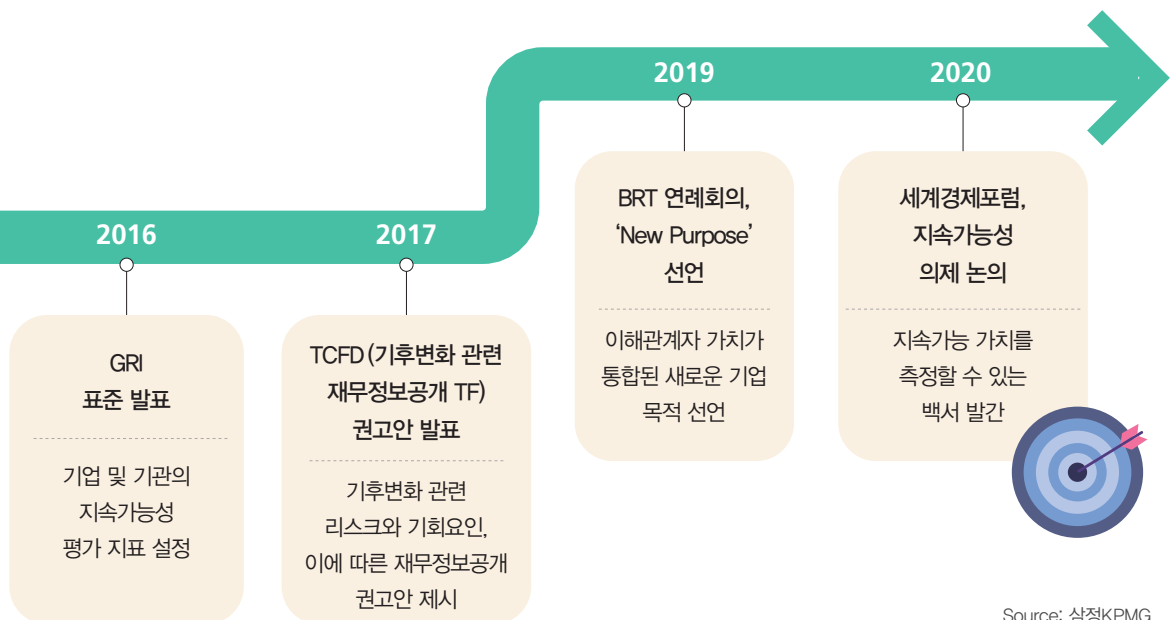 2016
GRI
표준 발표
기업 및 기관의
지속가능성
평가 지표 설정
2017
TCFD(기후변화 관련
재무정보공개 TF)
권고안 발표
기후변화 관련
리스크와 기회요인,
이에 따른 재무정보공개
권고안 제시
2019
BRT 연례회의,
‘New Purpose’
선언
이해관계자 가치가
통합된 새로운 기업
목적 선언
2020
세계경제포럼,
지속가능성
의제 논의
지속가능 가치를
측정할 수 있는
백서 발간
Source: 삼정KPMG